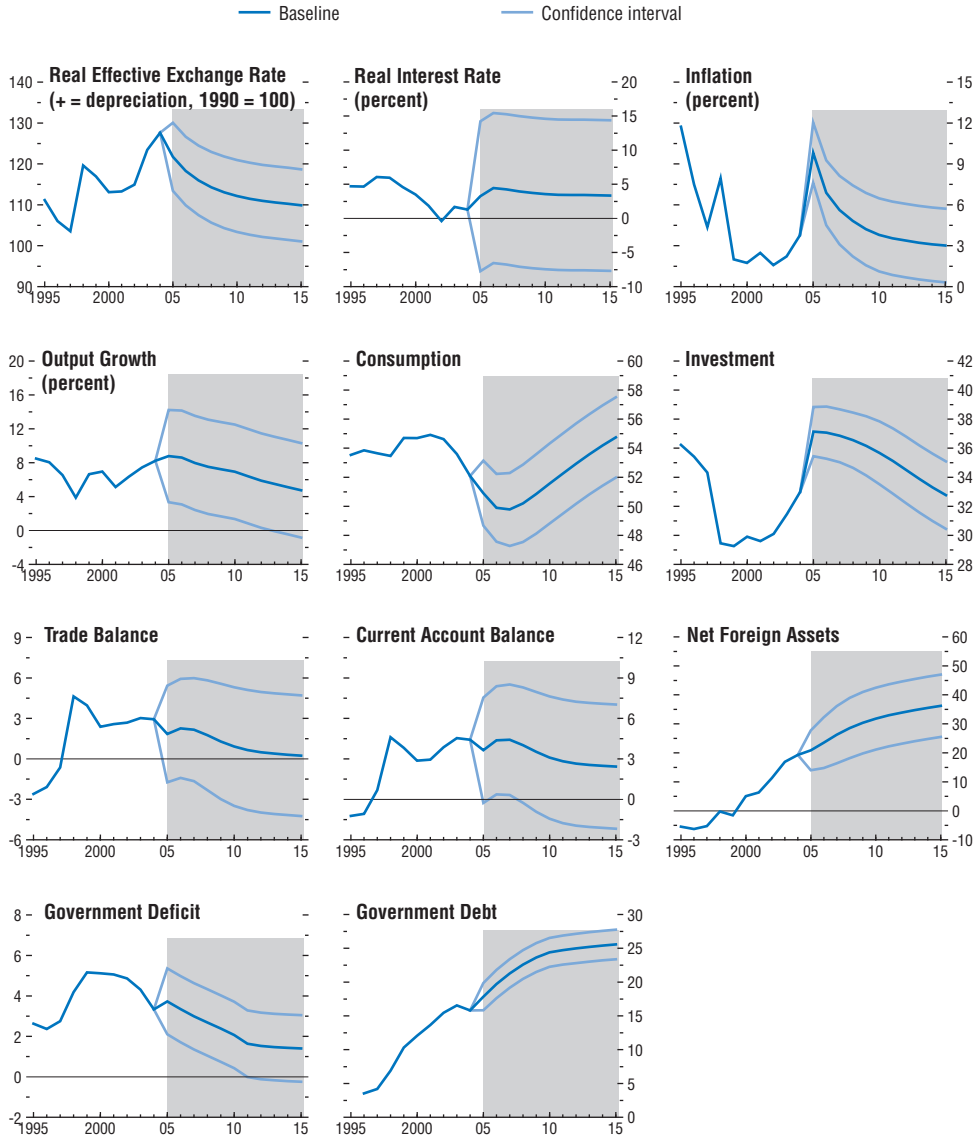 Baseline
Confidence interval
Real Effective Exchange Rate
(+ = depreciation, 1990 = 100)
140
130
120
110
100
90
1995 2000 05 10 15
Real Interest Rate
(percent)
20
15
10
5
0
-5
-10
1995 2000 05 10 15
Inflation
(percent)
15
12
9
6
3
0
1995 2000 05 10 15
Output Growth
(percent)
20
16
12
8
4
0
-4
1995 2000 05 10 15
Consumption
60
58
56
54
52
50
48
46
1995 2000 05 10 15
Investment
42
40
38
36
34
32
30
28
1995 2000 05 10 15
Trade Balance
9
6
3
0
-3
-6
1995 2000 05 10 15
Current Account Balance
12
9
6
3
0
-3
1995 2000 05 10 15
Net Foreign Assets
60
50
40
30
20
10
0
-10
1995 2000 05 10 15
Government Deficit
8
6
4
2
0
-2
1995 2000 05 10 15
Government Debt
30
25
20
15
10
5
0
1995 2000 05 10 15